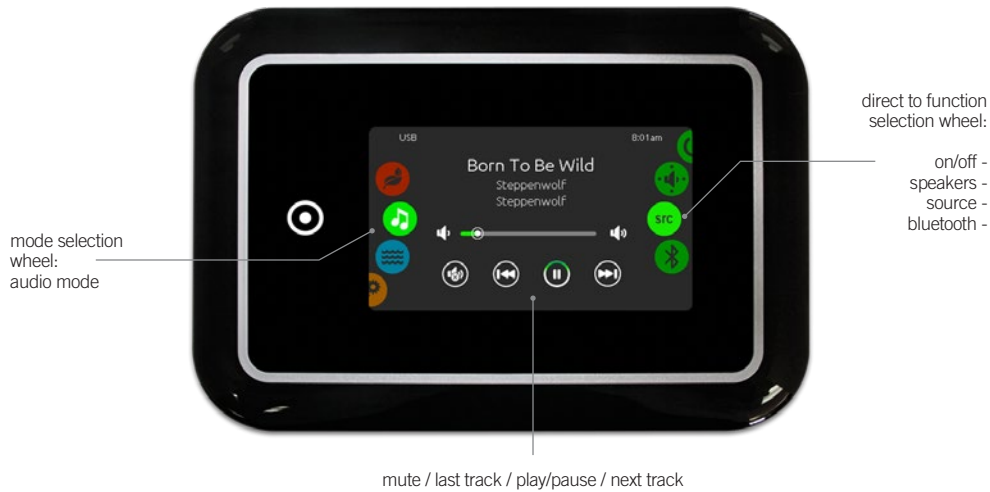 USB
8:01am
Born To Be Wild
Steppenwolf
Steppenwolf
src
direct to function
selection wheel:
on/off -
speakers -
source -
bluetooth -
mode selection
wheel:
audio mode
mute / last track / play/pause / next track